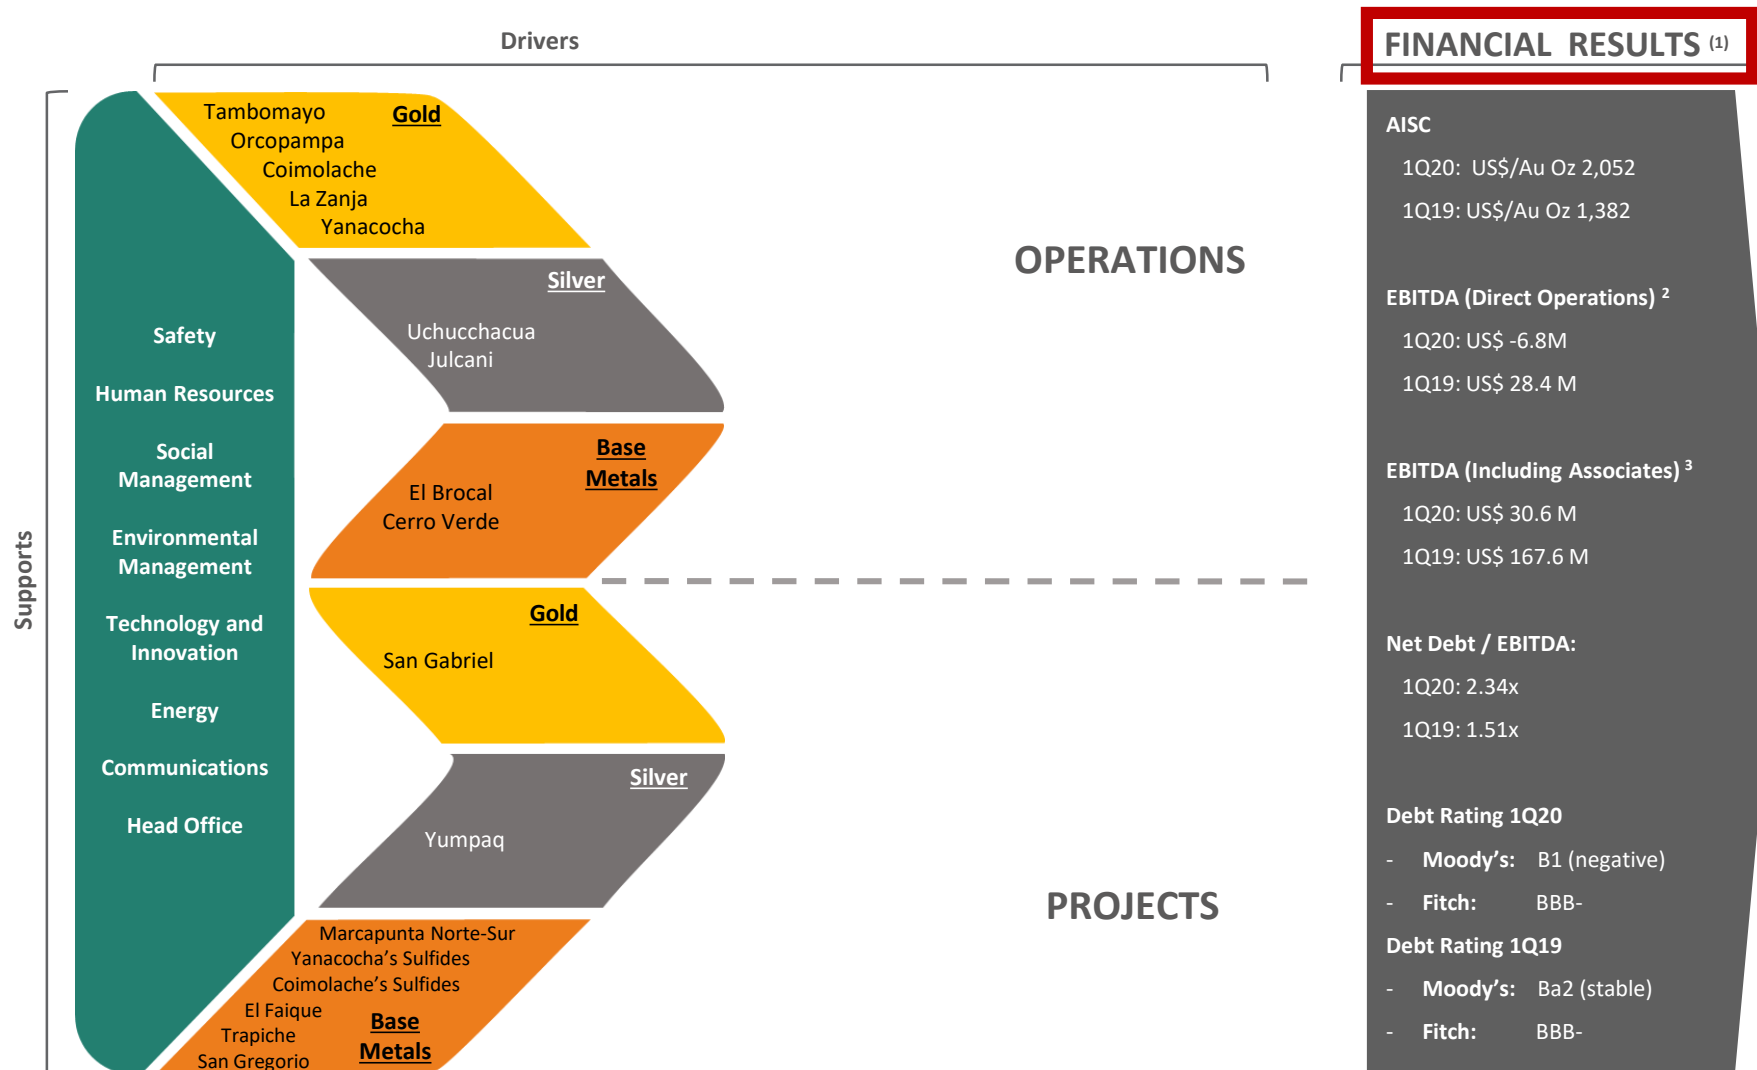 Drivers
FINANCIAL RESULTS (1)
Supports
Safety
Human Resources
Social
Management
Environmental
Management
Technology and
Innovation
Energy
Communications
Head Office
Tambomayo
Orcopampa
Coimolache
La Zanja
Yanacocha
Gold
Silver
Uchucchacua
Julcani
Base
Metals
El Brocal
Cerro Verde
OPERATIONS
Gold
San Gabriel
Silver
Yumpaq
Marcapunta Norte-Sur
Yanacocha’s Sulfides
Coimolache’s Sulfides
El Faique
Trapiche
San Gregorio
Base
Metals
PROJECTS
AISC
1Q20: US$/Au Oz 2,052
1Q19: US$/Au Oz 1,382
EBITDA (Direct Operations) 2
1Q20: US$ -6.8M
1Q19: US$ 28.4 M
EBITDA (Including Associates) 3
1Q20: US$ 30.6 M
1Q19: US$ 167.6 M
Net Debt / EBITDA:
1Q20: 2.34x
1Q19: 1.51x
Debt Rating 1Q20
- Moody’s: B1 (negative)
- Fitch: BBB-
Debt Rating 1Q19
- Moody’s: Ba2 (stable)
- Fitch: BBB-